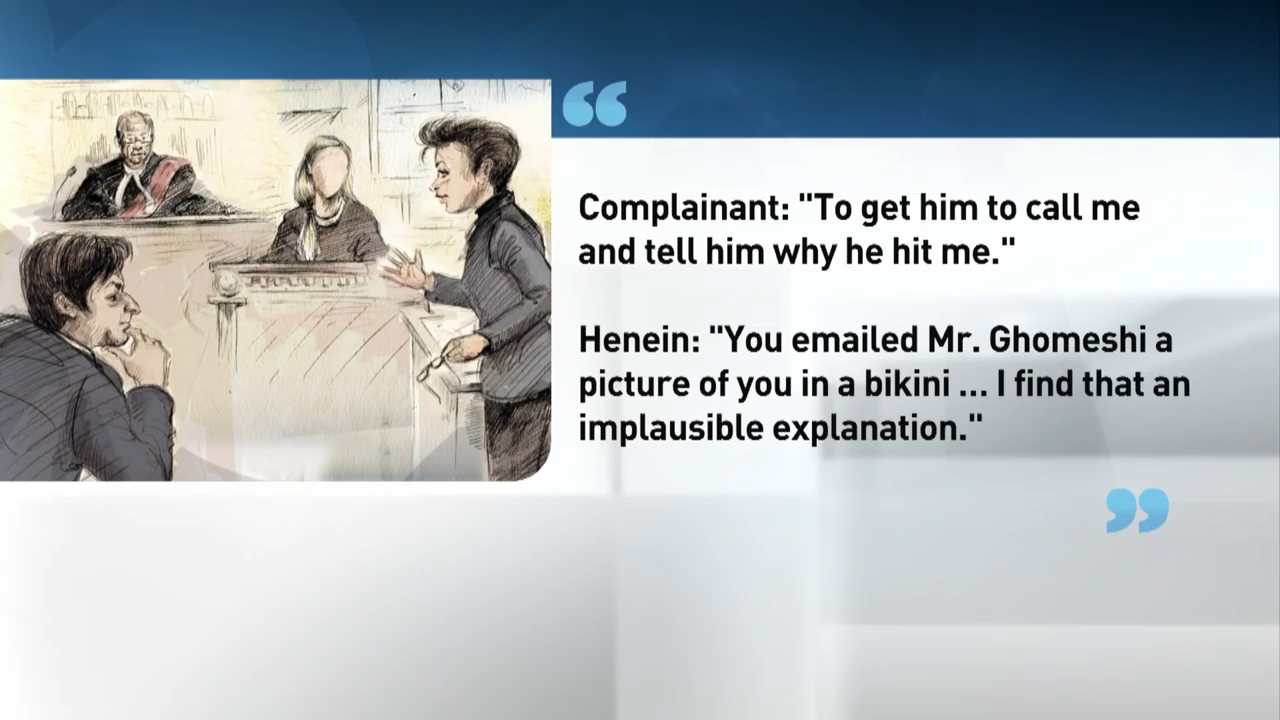 “
Complainant: "To get him to call me
and tell him why he hit me."
Henein: "You emailed Mr. Ghomeshi a
picture of you in a bikini ... I find that an
implausible explanation."
”